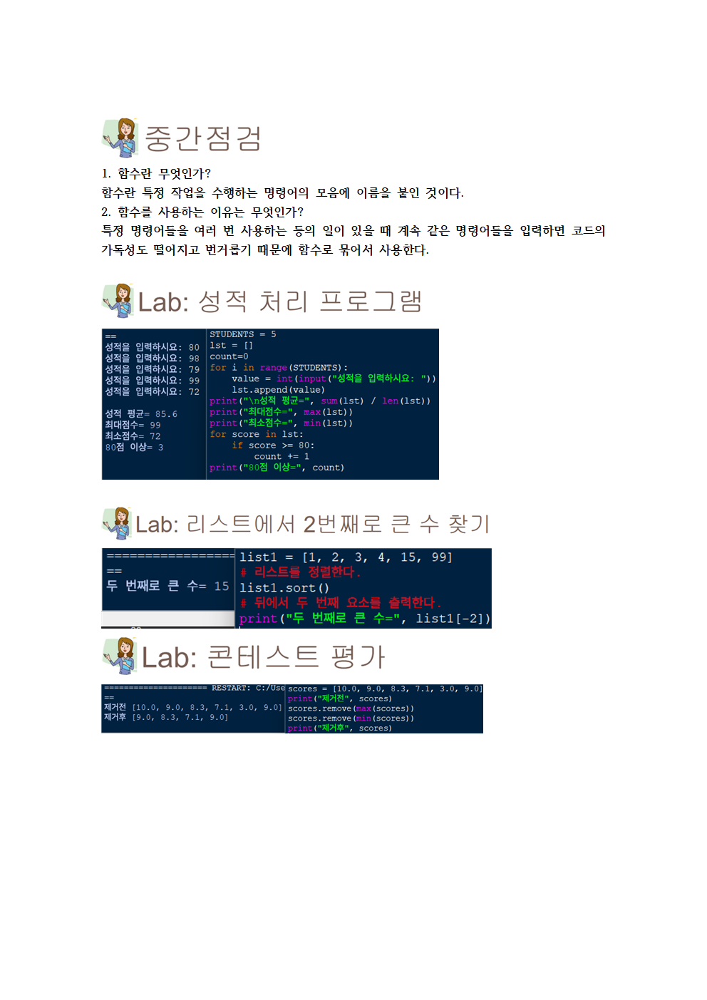 중간점검
1. 함수란 무엇인가?
함수란 특정 작업을 수행하는 명령어의 모음에 이름을 붙인 것이다.
2. 함수를 사용하는 이유는 무엇인가?
특정 명령어들을 여러 번 사용하는 등의 일이 있을 때 계속 같은 명령어들을 입력하면 코드의
가독성도 떨어지고 번거롭기 때문에 함수로 묶어서 사용한다.
Lab: 성적 처리 프로그램
==
성적을 입력하시요: 80
성적을 입력하시요: 98
성적을 입력하시요: 79
성적을 입력하시요: 99
성적을 입력하시요: 72
성적 평균= 85.6
최대점수= 99
최소점수= 72
80점 이상= 3
STUDENTS = 5
lst = []
count=0
for i in range(STUDENTS):
    value = int(input("성적을 입력하시요: "))
    lst.append(value)
print("\n성적 평균=", sum(lst) / len(lst))
print("최대점수=", max(lst))
print("최소점수=", min(lst))
for score in lst:
    if score >= 80:
        count += 1
print("80점 이상=", count)
Lab: 리스트에서 2번째로 큰 수 찾기
=================
==
두 번째로 큰 수= 15
list1 = [1, 2, 3, 4, 15, 99]
# 리스트를 정렬한다.
list1.sort()
# 뒤에서 두 번째 요소를 출력한다.
print("두 번째로 큰 수=", list1[-2])
Lab: 콘테스트 평가
===================== RESTART: C:/Use
==
제거전 [10.0, 9.0, 8.3, 7.1, 3.0, 9.0]
제거후 [9.0, 8.3, 7.1, 9.0]
scores = [10.0, 9.0, 8.3, 7.1, 3.0, 9.0]
print("제거전", scores)
scores.remove(max(scores))
scores.remove(min(scores))
print("제거후", scores)